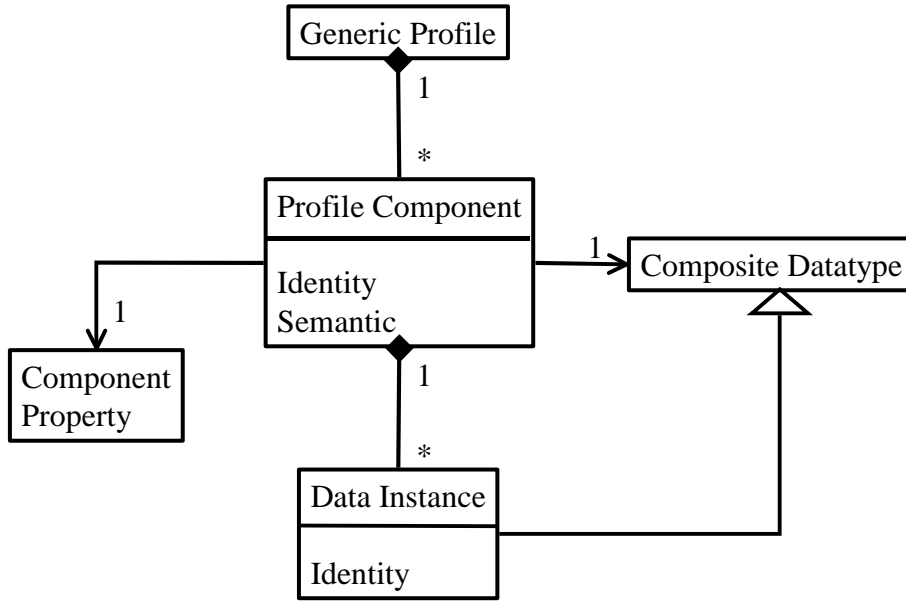 Generic Profile
1
*
Profile Component
Identity
Semantic
1
Composite Datatype
1
Component
Property
1
*
Data Instance
Identity